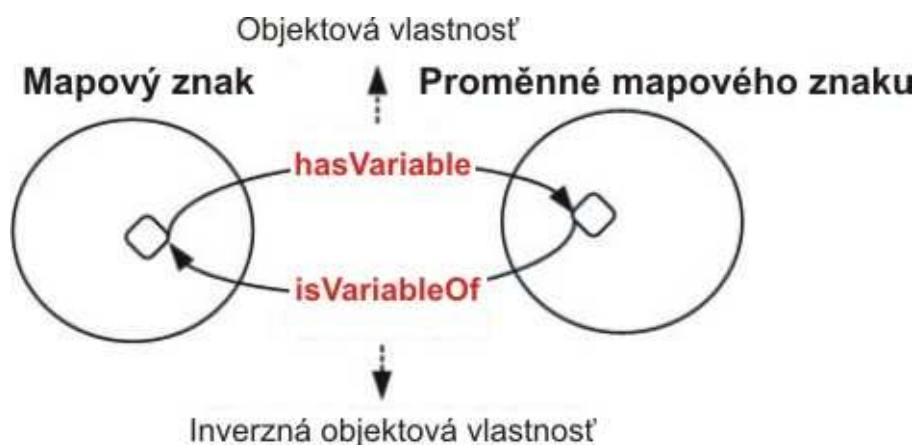 Objektová vlastnosť
Mapový znak
Proměnné mapového znaku
hasVariable
isVariableOf
Inverzná objektová vlastnosť